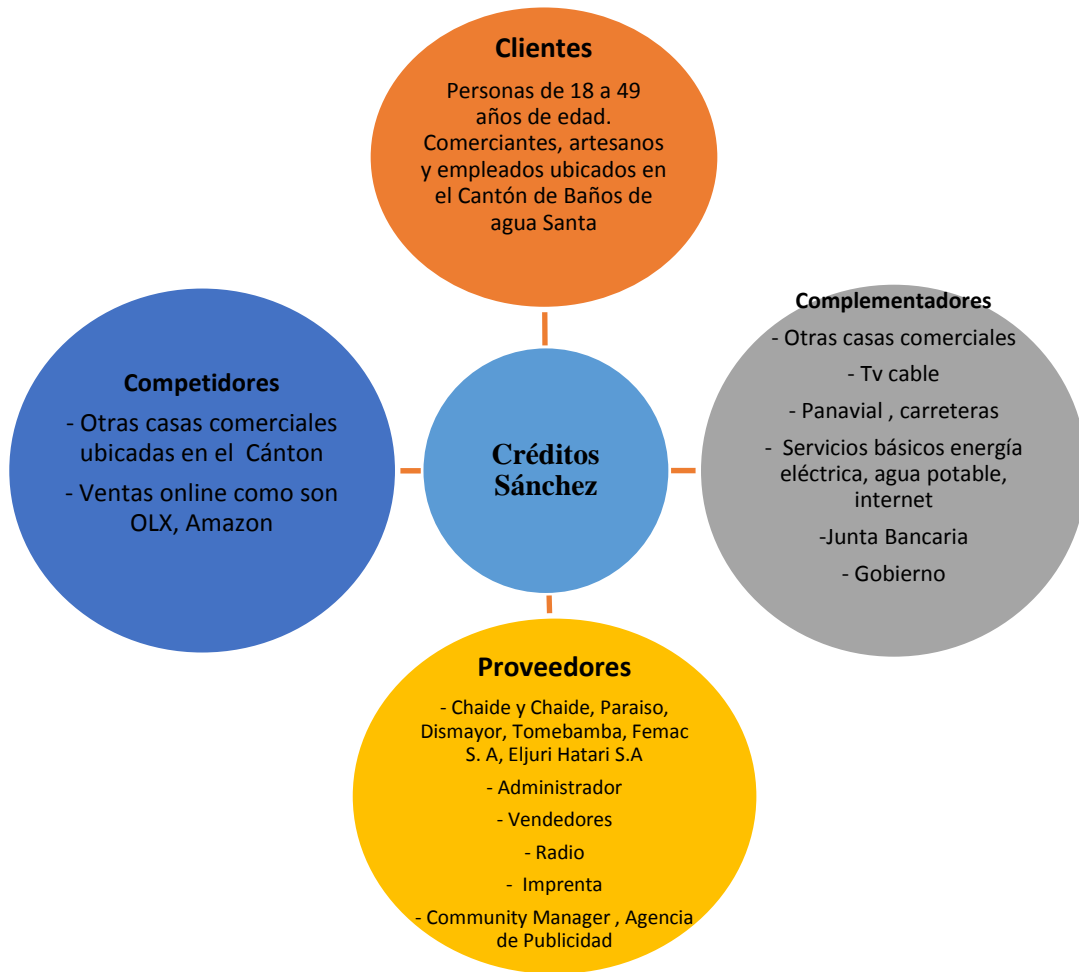 Clientes
Personas de 18 a 49
años de edad.
Comerciantes, artesanos
y empleados ubicados en
el Cantón de Baños de
agua Santa
Competidores
- Otras casas comerciales
ubicadas en el Cánton
- Ventas online como son
OLX, Amazon
Créditos
Sánchez
Complementadores
- Otras casas comerciales
- Tv cable
- Panavial , carreteras
- Servicios básicos energía
eléctrica, agua potable,
internet
-Junta Bancaria
- Gobierno
Proveedores
- Chaide y Chaide, Paraiso,
Dismayor, Tomebamba, Femac
S. A, Eljuri Hatari S.A
- Administrador
- Vendedores
- Radio
- Imprenta
- Community Manager , Agencia
de Publicidad